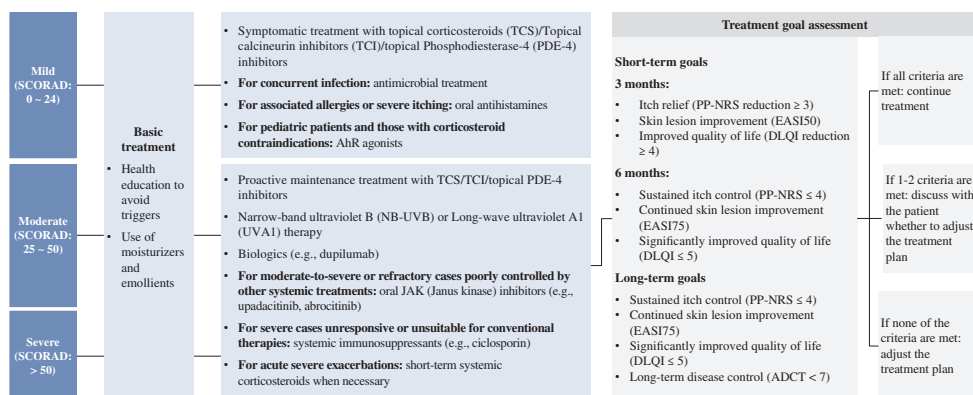 Mild
(SCORAD:
0 ~ 24)
Moderate
(SCORAD:
25 ~ 50)
Severe
(SCORAD:
> 50)
Basic
treatment
• Health
education to
avoid
triggers
• Use of
moisturizers
and
emollients
• Symptomatic treatment with topical corticosteroids (TCS)/Topical
calcineurin inhibitors (TCI)/topical Phosphodiesterase-4 (PDE-4)
inhibitors
• For concurrent infection: antimicrobial treatment
• For associated allergies or severe itching: oral antihistamines
• For pediatric patients and those with corticosteroid
contraindications: AhR agonists
• Proactive maintenance treatment with TCS/TCI/topical PDE-4
inhibitors
• Narrow-band ultraviolet B (NB-UVB) or Long-wave ultraviolet A1
(UVA1) therapy
• Biologics (e.g., dupilumab)
• For moderate-to-severe or refractory cases poorly controlled by
other systemic treatments: oral JAK (Janus kinase) inhibitors (e.g.,
upadacitinib, abrocitinib)
• For severe cases unresponsive or unsuitable for conventional
therapies: systemic immunosuppressants (e.g., ciclosporin)
• For acute severe exacerbations: short-term systemic
corticosteroids when necessary
Treatment goal assessment
Short-term goals
3 months:
• Itch relief (PP-NRS reduction ≥ 3)
• Skin lesion improvement (EASI50)
• Improved quality of life (DLQI reduction
≥ 4)
6 months:
• Sustained itch control (PP-NRS ≤ 4)
• Continued skin lesion improvement
(EASI75)
• Significantly improved quality of life
(DLQI ≤ 5)
Long-term goals
• Sustained itch control (PP-NRS ≤ 4)
• Continued skin lesion improvement
(EASI75)
• Significantly improved quality of life
(DLQI ≤ 5)
• Long-term disease control (ADCT < 7)
If all criteria are
met: continue
treatment
If 1-2 criteria are
met: discuss with
the patient
whether to adjust
the treatment
plan
If none of the
criteria are met:
adjust the
treatment plan